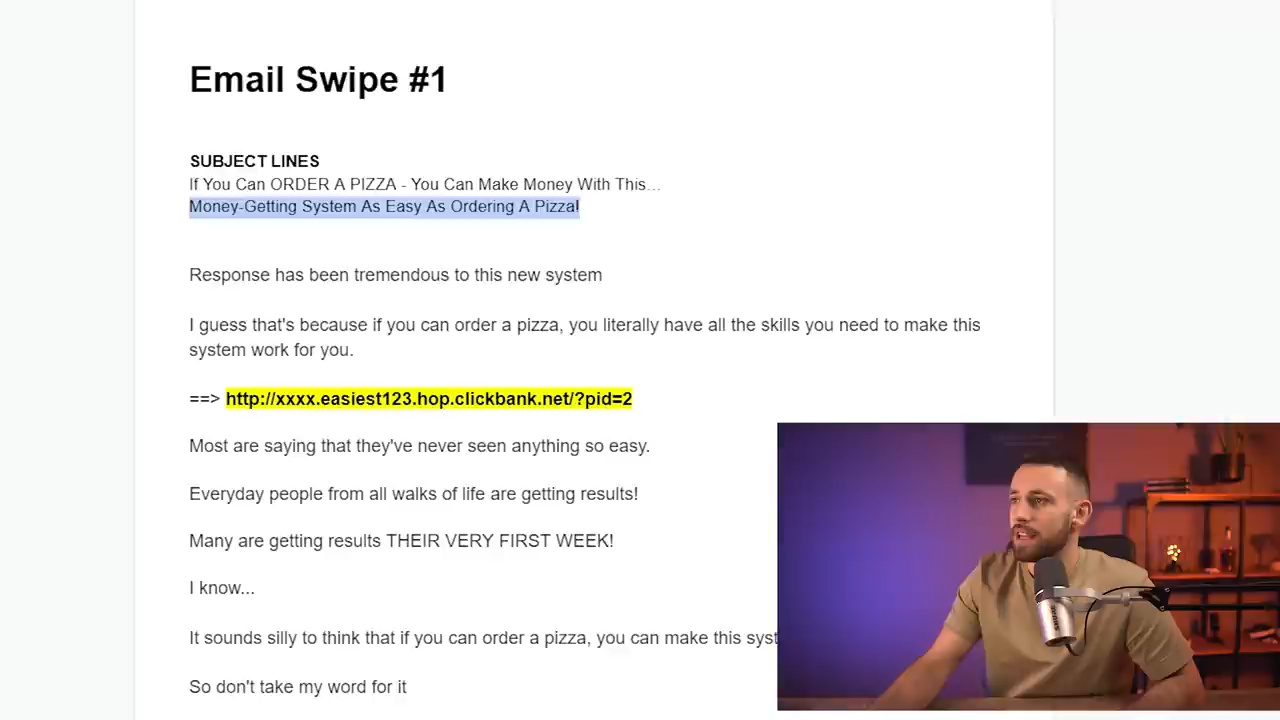 Email Swipe #1
SUBJECT LINES
If You Can ORDER A PIZZA - You Can Make Money With This…
Money-Getting System As Easy As Ordering A Pizza!
Response has been tremendous to this new system
I guess that's because if you can order a pizza, you literally have all the skills you need to make this
system work for you.
==> http://xxxx.easiest123.hop.clickbank.net/?pid=2
Most are saying that they've never seen anything so easy.
Everyday people from all walks of life are getting results!
Many are getting results THEIR VERY FIRST WEEK!
I know...
It sounds silly to think that if you can order a pizza, you can make this syst
So don't take my word for it